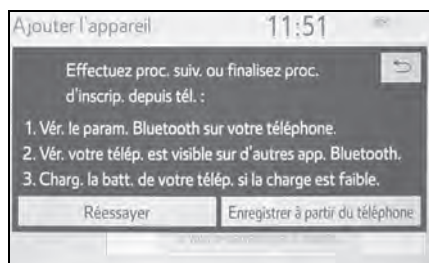 Ajouter l'appareil 11:51
Effectuez proc. suiv. ou finalisez proc.
d'inscrip. depuis tél. :
1. Vér. le param. Bluetooth sur votre téléphone.
2. Vér. votre télép. est visible sur d'autres app. Bluetooth.
3. Charg. la batt. de votre télép. si la charge est faible.
Réessayer Enregistrer à partir du téléphone